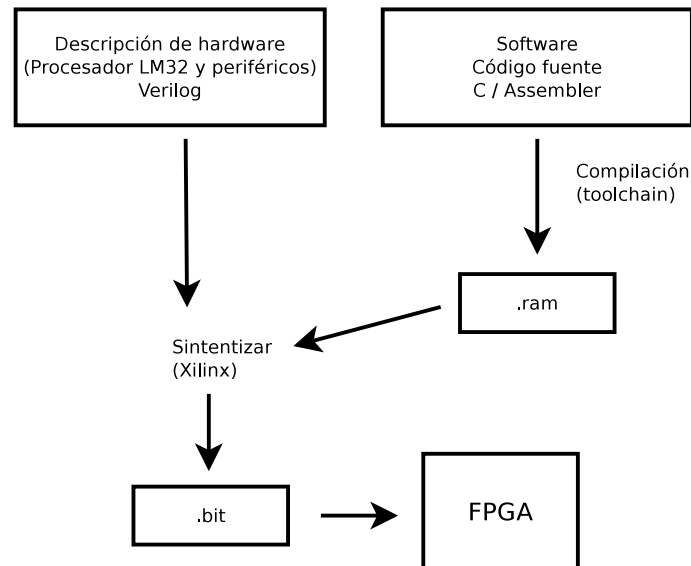 Descripción de hardware
(Procesador LM32 y periféricos)
Verilog
Software
Código fuente
C / Assembler
Compilación
(toolchain)
.ram
Sintentizar
(Xilinx)
.bit
FPGA